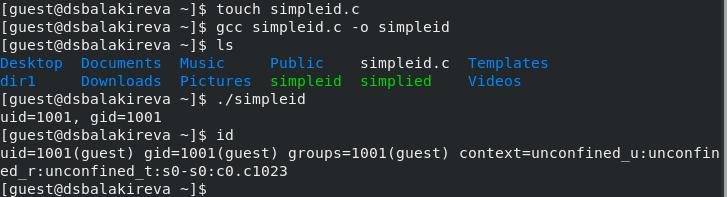 [guest@dsbalakireva ~]$ touch simpleid.c
[guest@dsbalakireva ~]$ gcc simpleid.c -o simpleid
[guest@dsbalakireva ~]$ ls
Desktop  Documents  Music     Public    simpleid.c  Templates
dir1     Downloads  Pictures  simpleid  simplied    Videos
[guest@dsbalakireva ~]$ ./simpleid
uid=1001, gid=1001
[guest@dsbalakireva ~]$ id
uid=1001(guest) gid=1001(guest) groups=1001(guest) context=unconfined_u:unconfin
ed_r:unconfined_t:s0-s0:c0.c1023
[guest@dsbalakireva ~]$